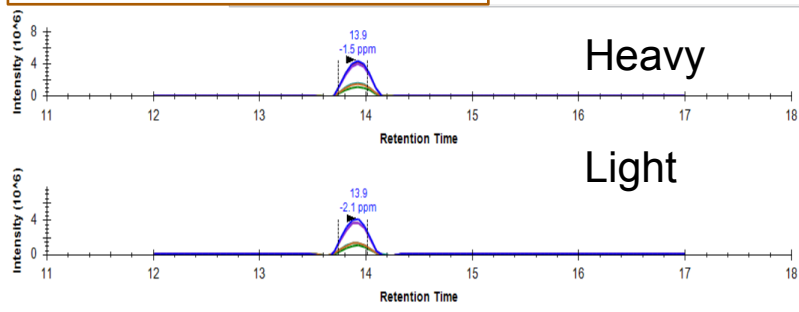 Intensity (10^6)
8
4
0
13.9
-1.5 ppm
Heavy
11 12 13 14 15 16 17 18
Retention Time
Light
Intensity (10^6)
4
0
13.9
-2.1 ppm
11 12 13 14 15 16 17 18
Retention Time